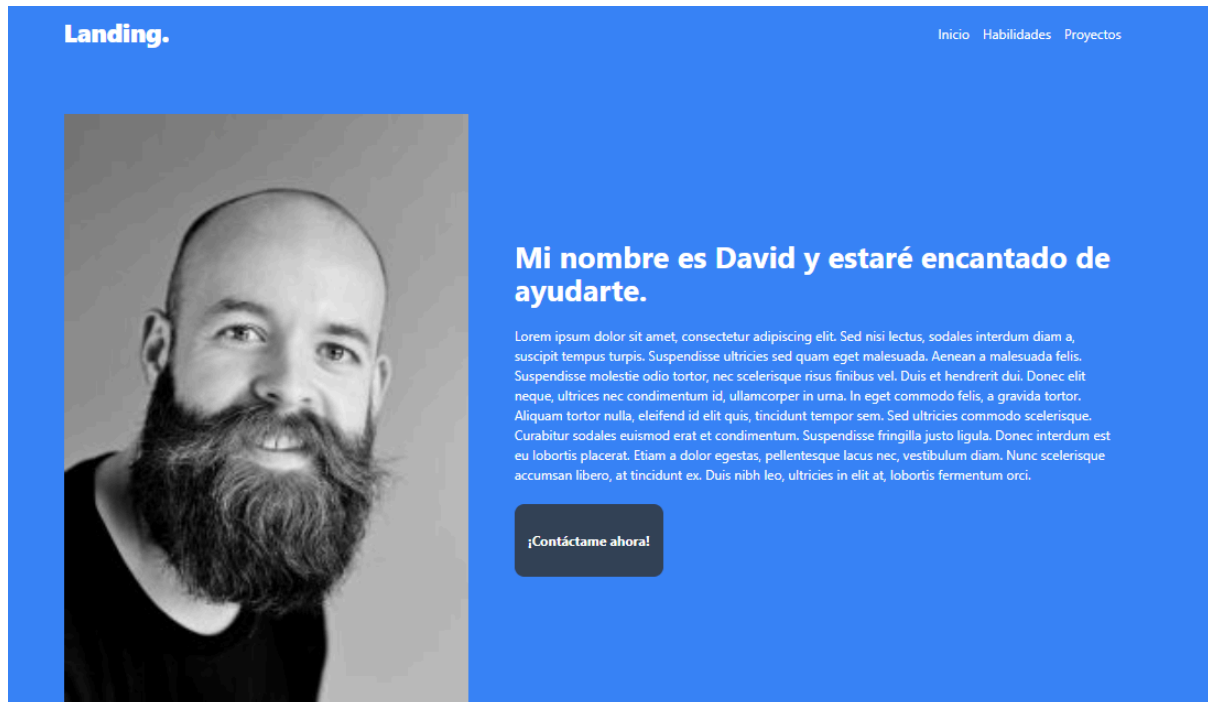 Landing.
Inicio Habilidades Proyectos
Mi nombre es David y estaré encantado de
ayudarte.
Lorem ipsum dolor sit amet, consectetur adipiscing elit. Sed nisi lectus, sodales interdum diam a,
suscipit tempus turpis. Suspendisse ultricies sed quam eget malesuada. Aenean a malesuada felis.
Suspendisse molestie odio tortor, nec scelerisque risus finibus vel. Duis et hendrerit dui. Donec elit
neque, ultrices nec condimentum id, ullamcorper in urna. In eget commodo felis, a gravida tortor.
Aliquam tortor nulla, eleifend id elit quis, tincidunt tempor sem. Sed ultricies commodo scelerisque.
Curabitur sodales euismod erat et condimentum. Suspendisse fringilla justo ligula. Donec interdum est
eu lobortis placerat. Etiam a dolor egestas, pellentesque lacus nec, vestibulum diam. Nunc scelerisque
accumsan libero, at tincidunt ex. Duis nibh leo, ultricies in elit at, lobortis fermentum orci.
¡Contáctame ahora!